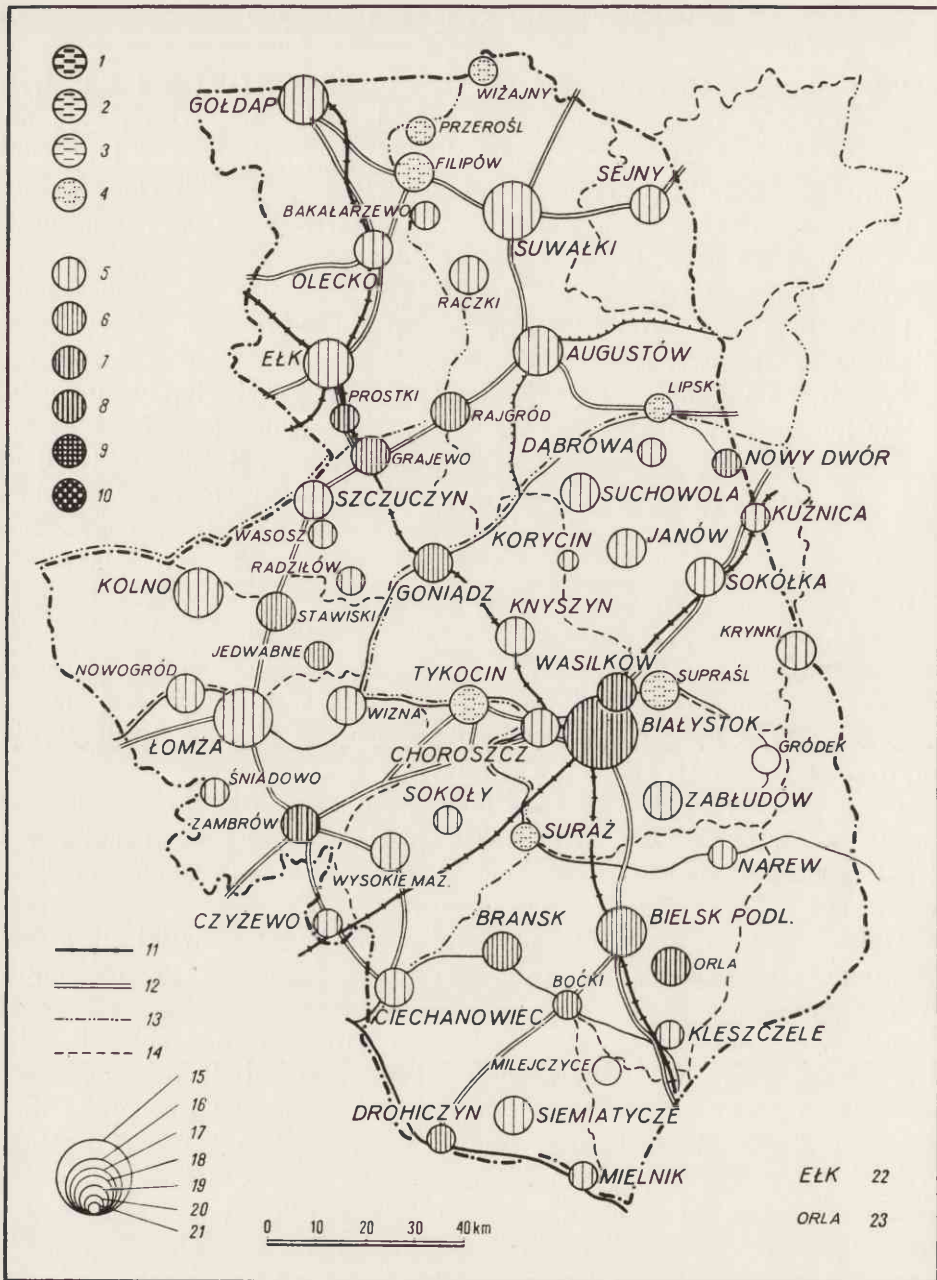 1
2
3
4
5
6
7
8
9
10
GOŁDAP
WIŻAJNY
PRZEROŚL
FILIPÓW
SEJNY
BAKAŁARZEWO
SUWAŁKI
OLECKO
RACZKI
EŁK
AUGUSTÓW
PROSTKI
LIPSK
RAJGRÓD
GRAJEWO
DĄBROWA
NOWY DWÓR
SZCZUCZYN
SUCHOWOLA
KUŹNICA
WASOSZ
KORYCIN
JANÓW
RADZIŁÓW
KOLNO
GONIĄDZ
SOKÓŁKA
STAWISKI
KNYSZYN
KRYNKI
JEDWABNE
WASILKÓW
NOWOGRÓD
TYKOCIN
SUPRAŚL
WIZNA
BIAŁYSTOK
ŁOMŻA
CHOROSZCZ
GRÓDEK
ŚNIADOWO
SOKOŁY
ZABŁUDÓW
ZAMBRÓW
SURAŻ
NAREW
WYSOKIE MAZ.
CZYŻEWO
BRANSK
BIELSK PODL.
ORLA
BOĆKI
CIECHANOWIEC
KLESZCZELE
MILEJCZYCE
DROHICZYN
SIEMIATYCZE
MIELNIK
11
12
13
14
15
16
17
18
19
20
21
0 10 20 30 40 km
EŁK 22
ORLA 23